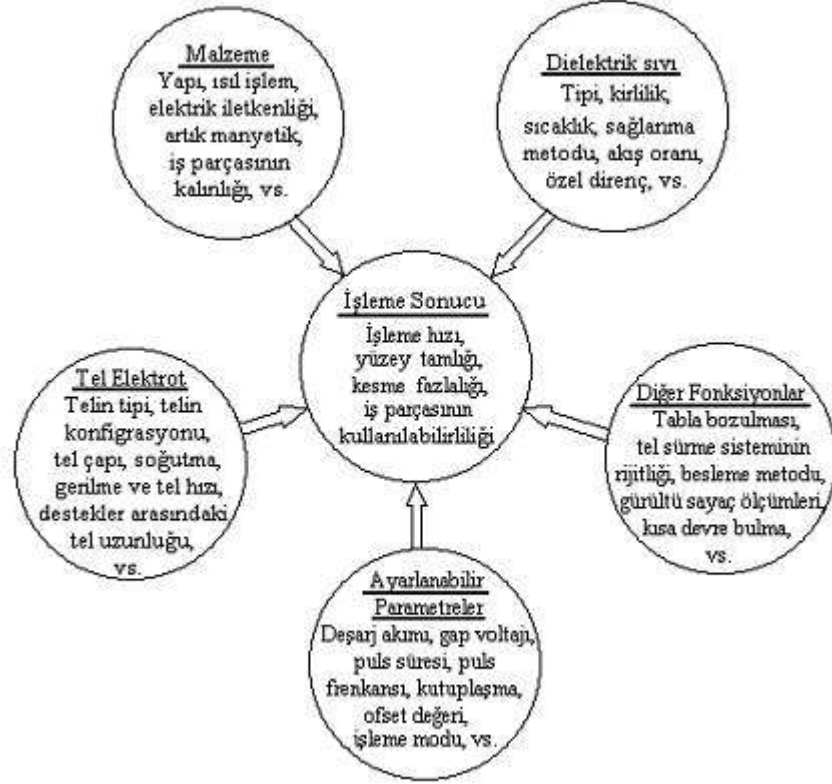 Malzeme
Yapı, ısıl işlem,
elektrik iletkenliği,
artık manyetik,
iş parçasının
kalınlığı, vs.
Dielektrik sıvı
Tipi, kirlilik,
sıcaklık, sağlanma
metodu, akış oranı,
özel direnç, vs.
İşleme Sonucu
İşleme hızı,
yüzey tamlığı,
kesme fazlalığı,
iş parçasının
kullanılabirliliği
Tel Elektrot
Telin tipi, telin
konfigrasyonu,
tel çapı, soğutma,
gerilme ve tel hızı,
destekler arasındaki
tel uzunluğu,
vs.
Diğer Fonksiyonlar
Tabla bozulması,
tel sürme sisteminin
rijitliği, besleme metodu,
gürültü sayaç ölçümleri,
kısa devre bulma,
vs.
Ayarlanabilir
Parametreler
Deşarj akımı, gap voltajı,
puls süresi, puls
frenkansı, kutuplaşma,
ofset değeri,
işleme modu, vs.